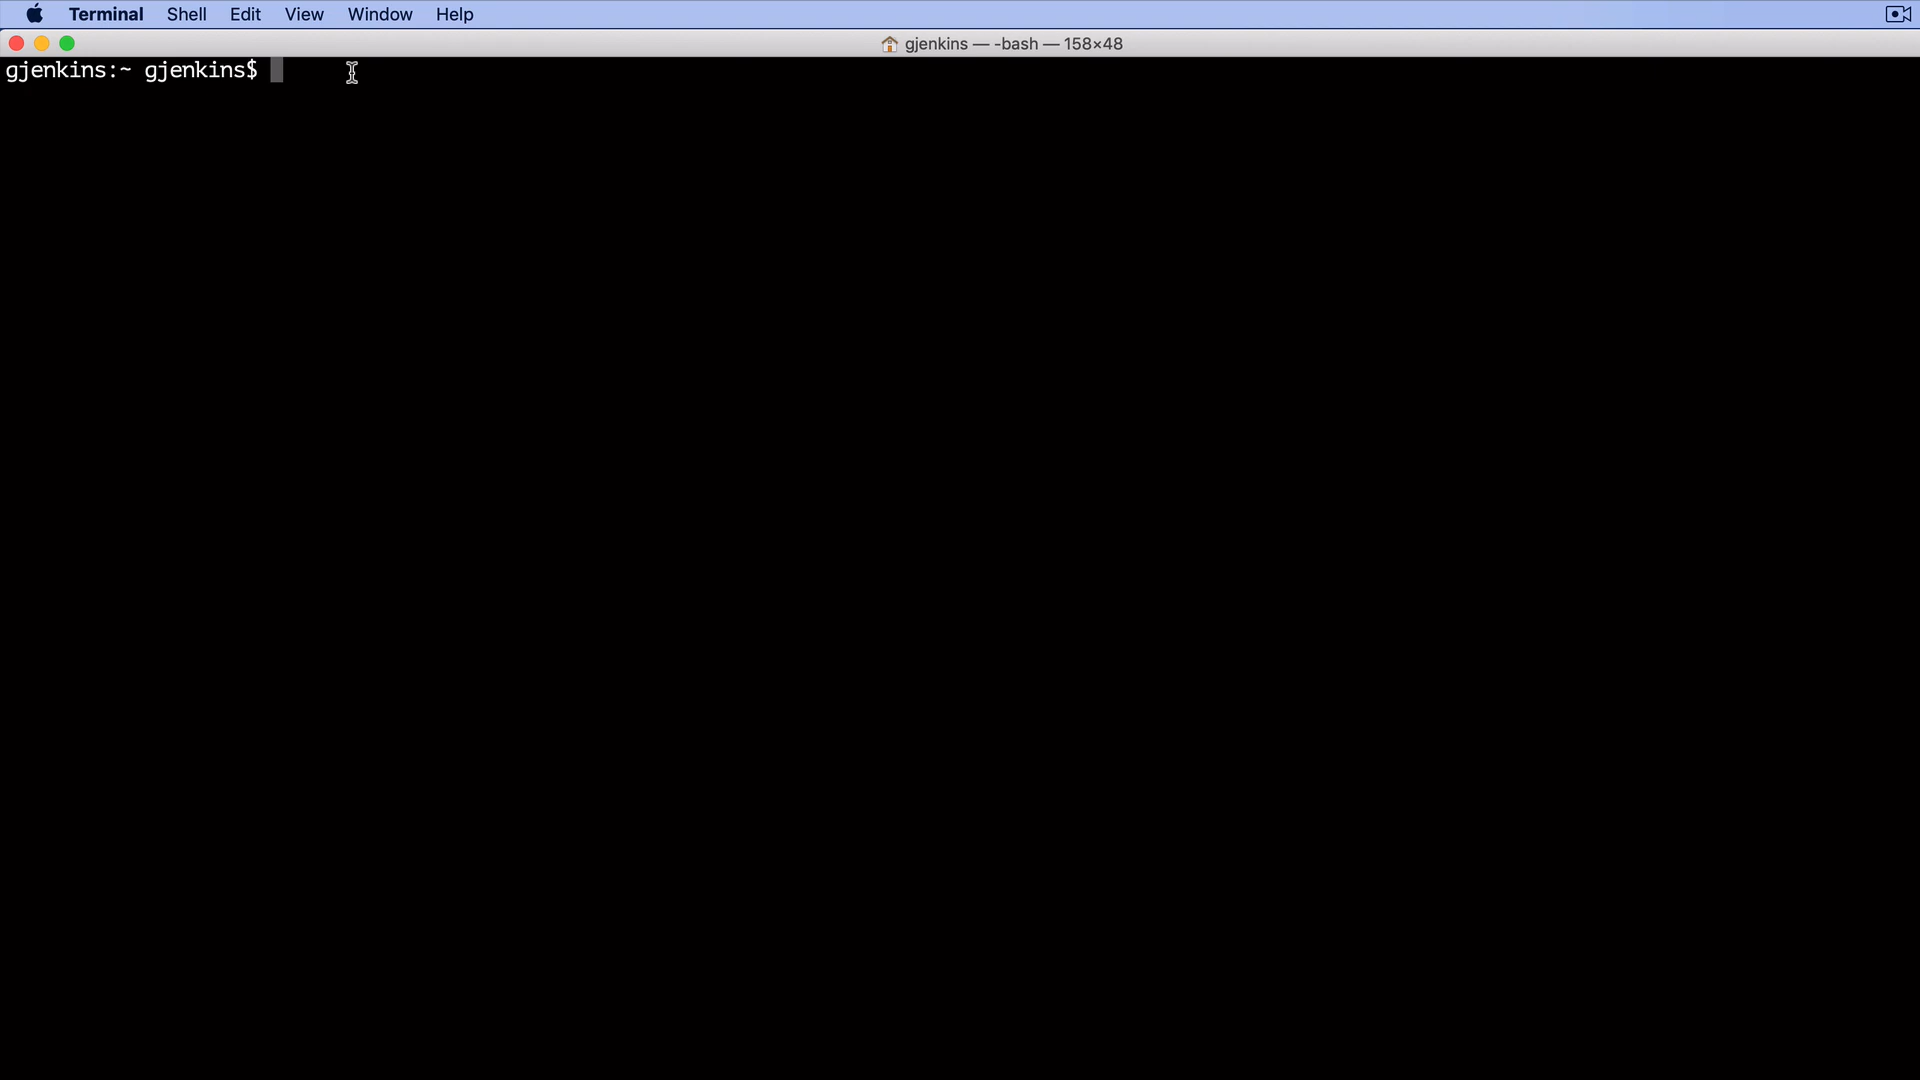 Terminal Shell Edit View Window Help
gjenkins — -bash — 158×48
gjenkins:~ gjenkins$